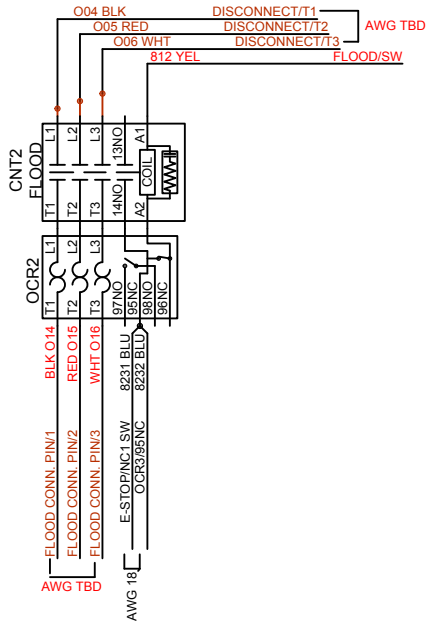 O04 BLK DISCONNECT/T1
O05 RED DISCONNECT/T2
O06 WHT DISCONNECT/T3
AWG TBD
812 YEL FLOOD/SW
CNT2
FLOOD
L1 L2 L3 13NO A1
COIL
T1 T2 T3 14NO A2
OCR2
L1 L2 L3
T1 T2 T3 97NO 95NC 98NO 96NC
BLK O14
RED O15
WHT O16
8231 BLU
8232 BLU
FLOOD CONN. PIN/1
FLOOD CONN. PIN/2
FLOOD CONN. PIN/3
E-STOP/NC1 SW
OCR3/95NC
AWG TBD
AWG 18